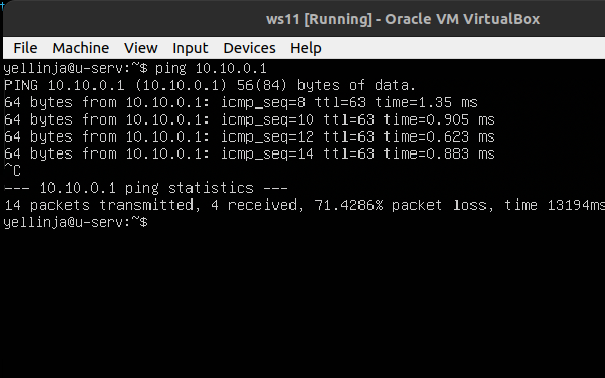 ws11 [Running] - Oracle VM VirtualBox
File Machine View Input Devices Help
yellinja@u-serv:~$ ping 10.10.0.1
PING 10.10.0.1 (10.10.0.1) 56(84) bytes of data.
64 bytes from 10.10.0.1: icmp_seq=8 ttl=63 time=1.35 ms
64 bytes from 10.10.0.1: icmp_seq=10 ttl=63 time=0.905 ms
64 bytes from 10.10.0.1: icmp_seq=12 ttl=63 time=0.623 ms
64 bytes from 10.10.0.1: icmp_seq=14 ttl=63 time=0.883 ms
^C
--- 10.10.0.1 ping statistics ---
14 packets transmitted, 4 received, 71.4286% packet loss, time 13194ms
yellinja@u-serv:~$